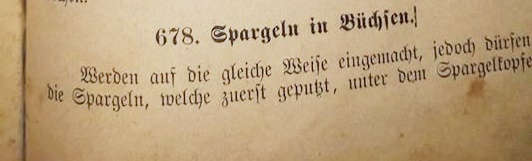 678. Spargeln in Büchsen.
Werden auf die gleiche Weise eingemacht, jedoch dürfen
die Spargeln, welche zuerst geputzt, unter dem Spargelkopfe